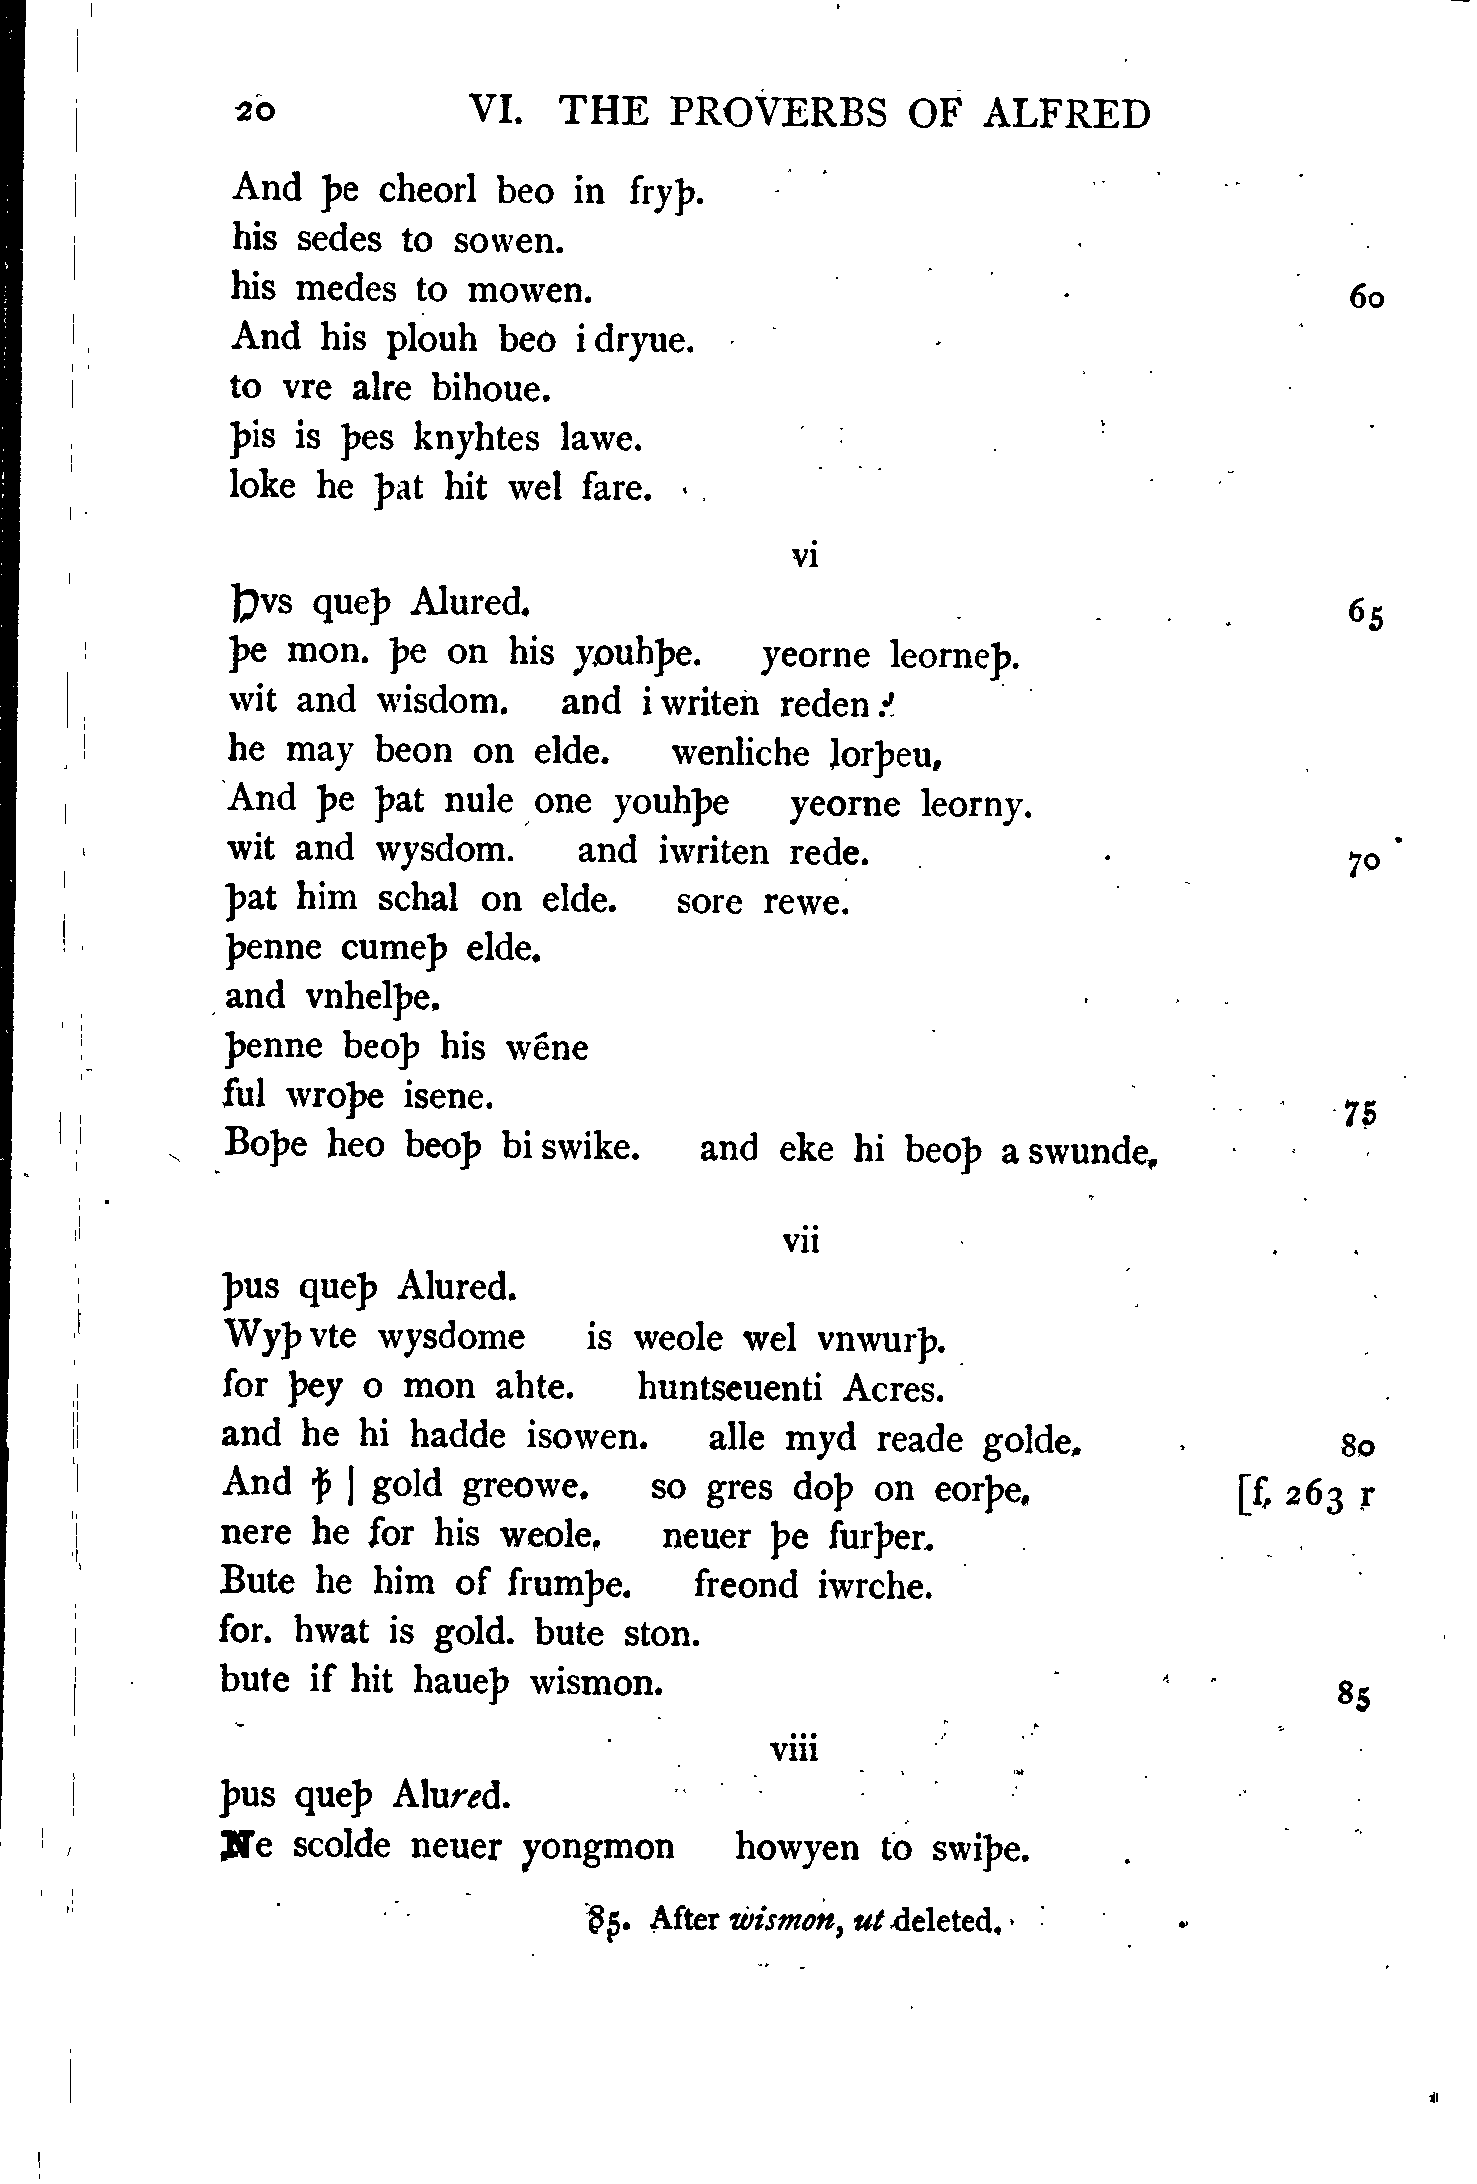 20 VI. THE PROVERBS OF ALFRED
And þe cheorl beo in fryþ.
his sedes to sowen.
his medes to mowen. 60
And his plouh beo i dryue.
to vre alre bihoue.
þis is þes knyhtes lawe.
loke he þat hit wel fare.
vi
Þvs queþ Alured. 65
þe mon. þe on his youhþe. yeorne leorneþ.
wit and wisdom. and i writen reden ⁏
he may beon on elde. wenliche lorþeu.
And þe þat nule one youhþe yeorne leorny.
wit and wysdom. and iwriten rede. 70
þat him schal on elde. sore rewe.
þenne cumeþ elde.
and vnhelþe.
þenne beoþ his wêne
ful wroþe isene. 75
Boþe heo beoþ bi swike. and eke hi beoþ a swunde.
vii
þus queþ Alured.
Wyþ vte wysdome is weole wel vnwurþ.
for þey o mon ahte. huntseuenti Acres.
and he hi hadde isowen. alle myd reade golde. 80
And ꝥ | gold greowe. so gres doþ on eorþe. [f. 263 r
nere he for his weole. neuer þe furþer.
Bute he him of frumþe. freond iwrche.
for. hwat is gold. bute ston.
bute if hit haueþ wismon. 85
viii
þus queþ Alured.
Ne scolde neuer yongmon howyen to swiþe.
85. After wismon, ut deleted.